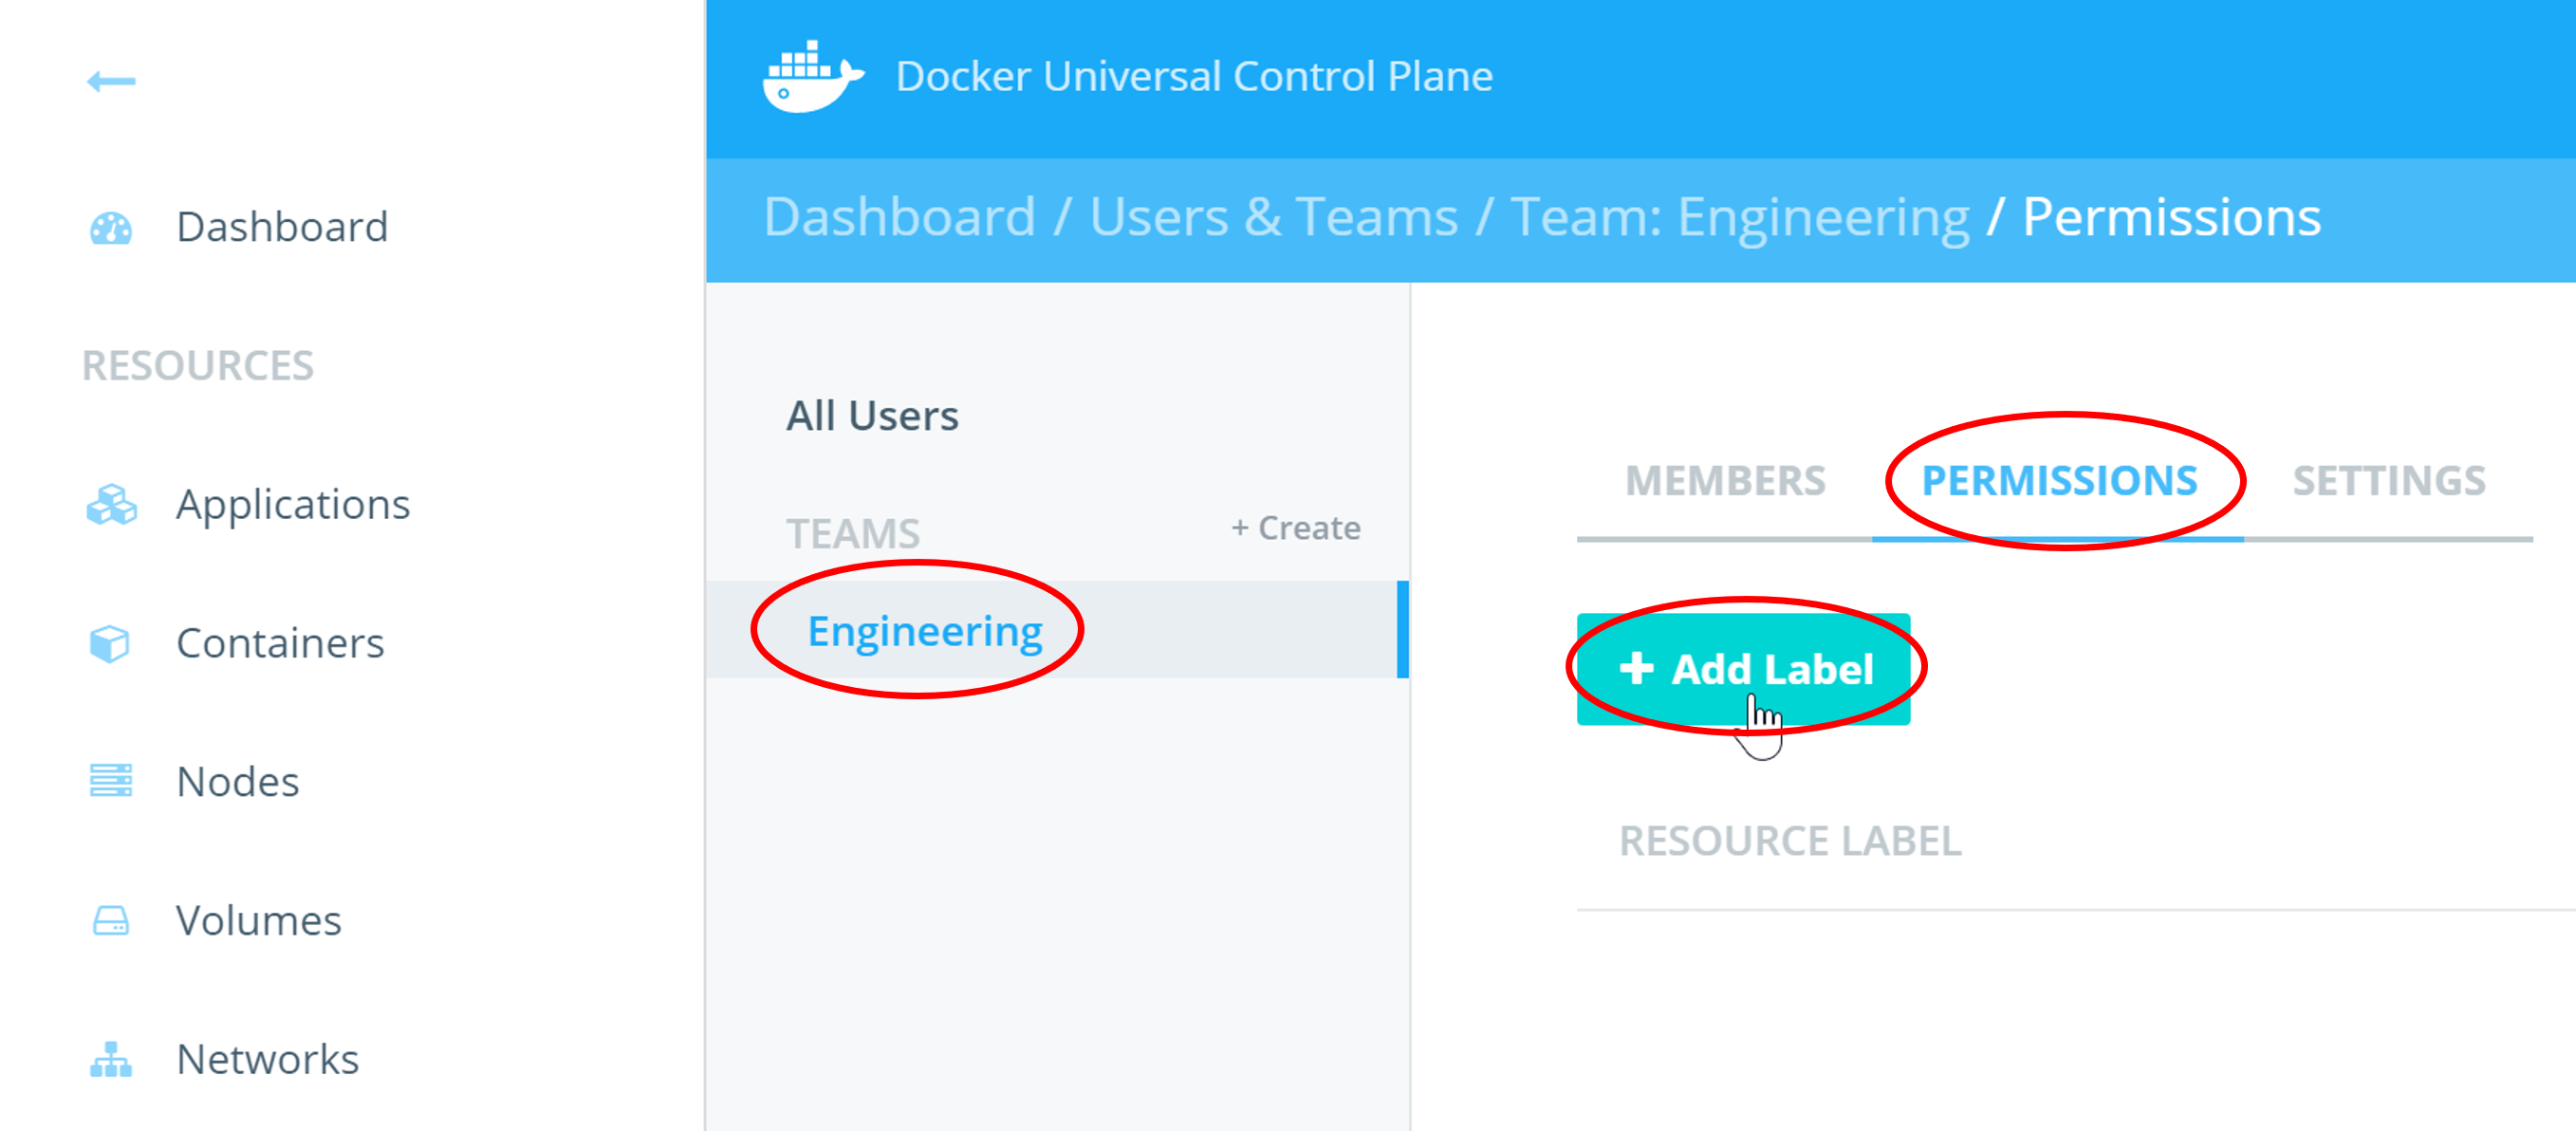 Docker Universal Control Plane
Dashboard / Users & Teams / Team: Engineering / Permissions
Dashboard
RESOURCES
Applications
Containers
Nodes
Volumes
Networks
All Users
TEAMS
+ Create
Engineering
MEMBERS
PERMISSIONS
SETTINGS
+ Add Label
RESOURCE LABEL